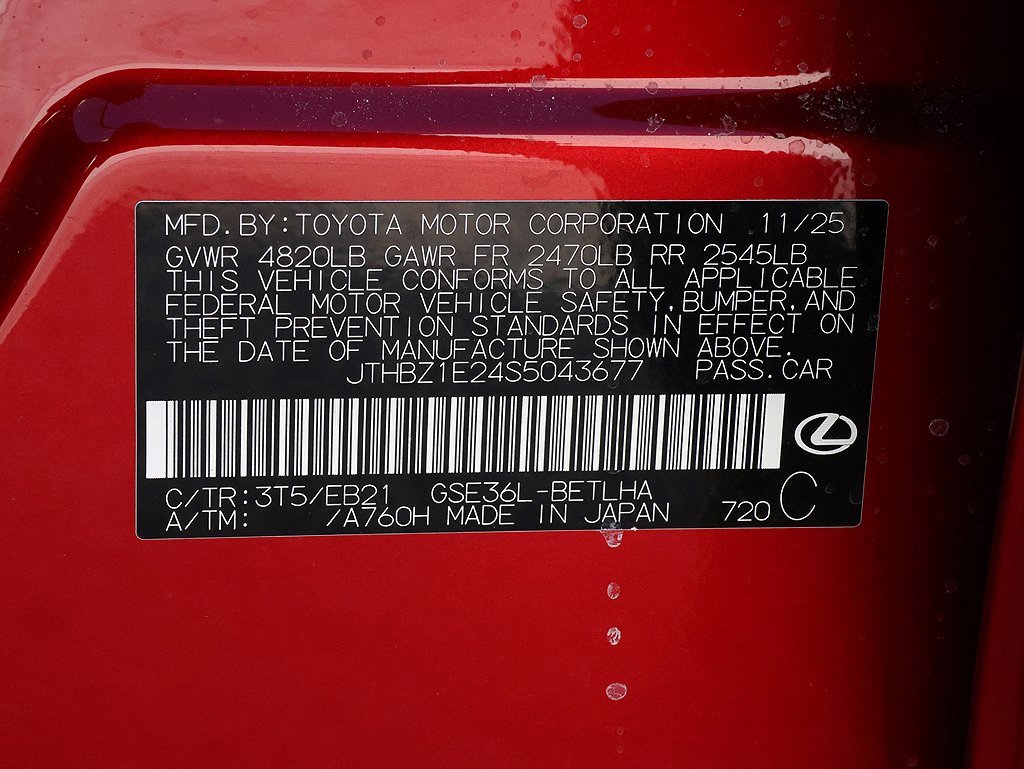 MFD. BY: TOYOTA MOTOR CORPORATION 11/25
GVWR 4820LB GAWR FR 2470LB RR 2545LB
THIS VEHICLE CONFORMS TO ALL APPLICABLE
FEDERAL MOTOR VEHICLE SAFETY, BUMPER, AND
THEFT PREVENTION STANDARDS IN EFFECT ON
THE DATE OF MANUFACTURE SHOWN ABOVE.
JTHBZ1E24S5043677 PASS. CAR
C/TR: 3T5/EB21 GSE36L-BETLHA
A/TM: /A760H MADE IN JAPAN 720 C